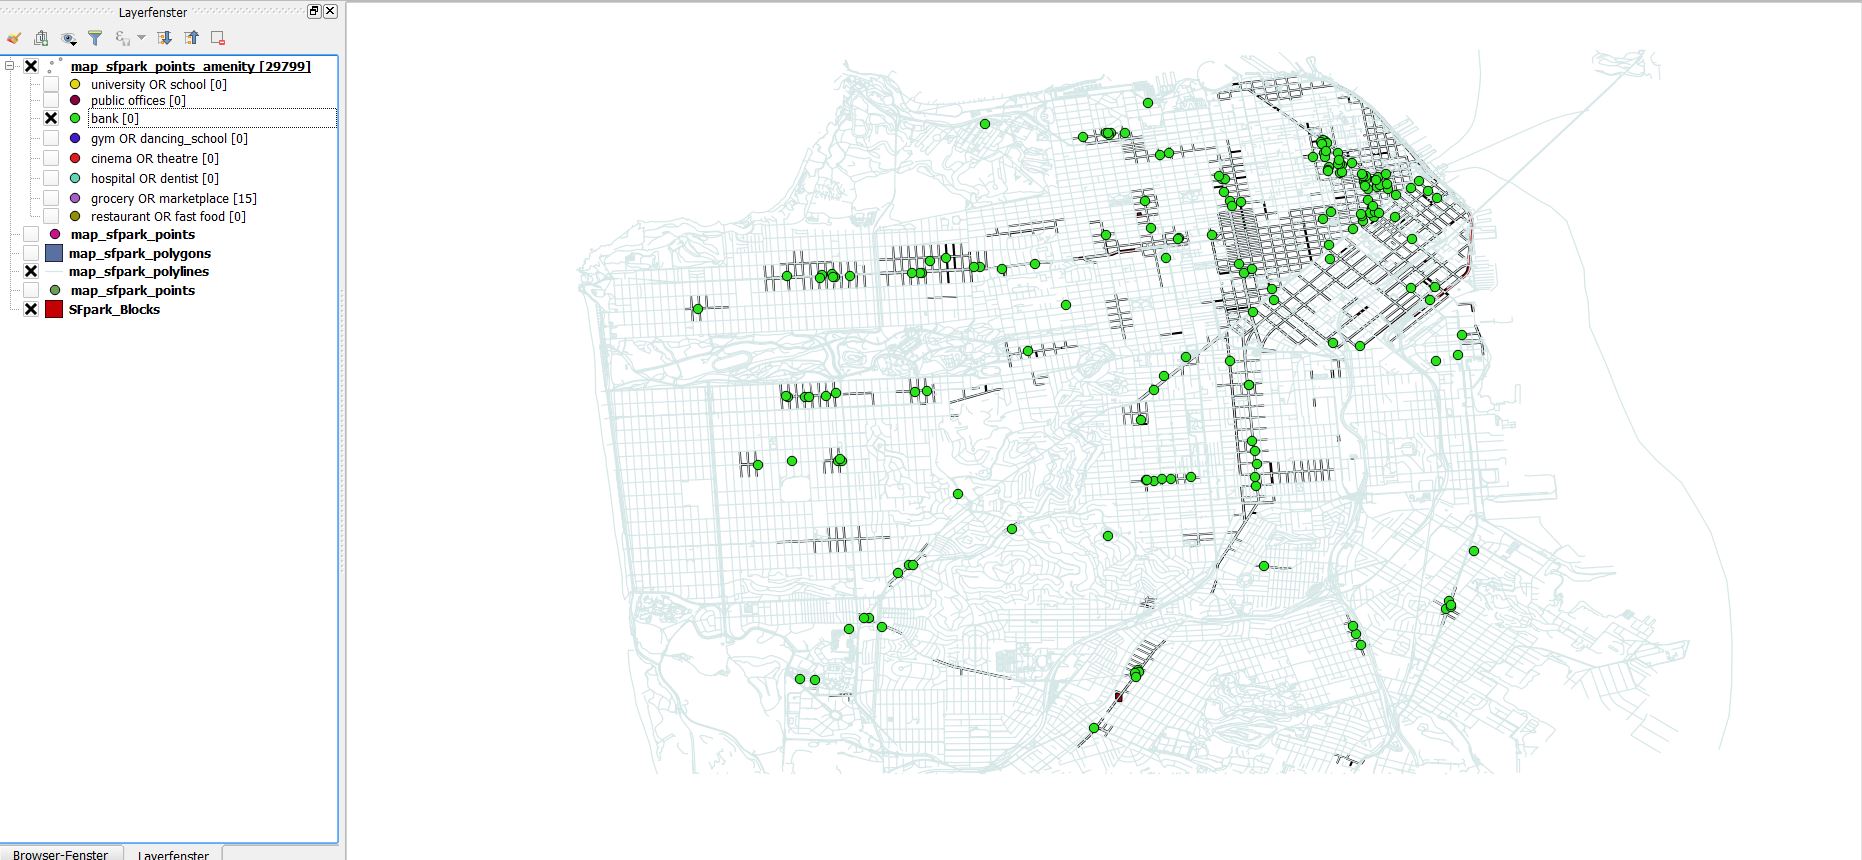 Layerfenster
map_sfpark_points_amenity [29799]
university OR school [0]
public offices [0]
bank [0]
gym OR dancing_school [0]
cinema OR theatre [0]
hospital OR dentist [0]
grocery OR marketplace [15]
restaurant OR fast food [0]
map_sfpark_points
map_sfpark_polygons
map_sfpark_polylines
map_sfpark_points
SFpark_Blocks
Browser-Fenster Layerfenster